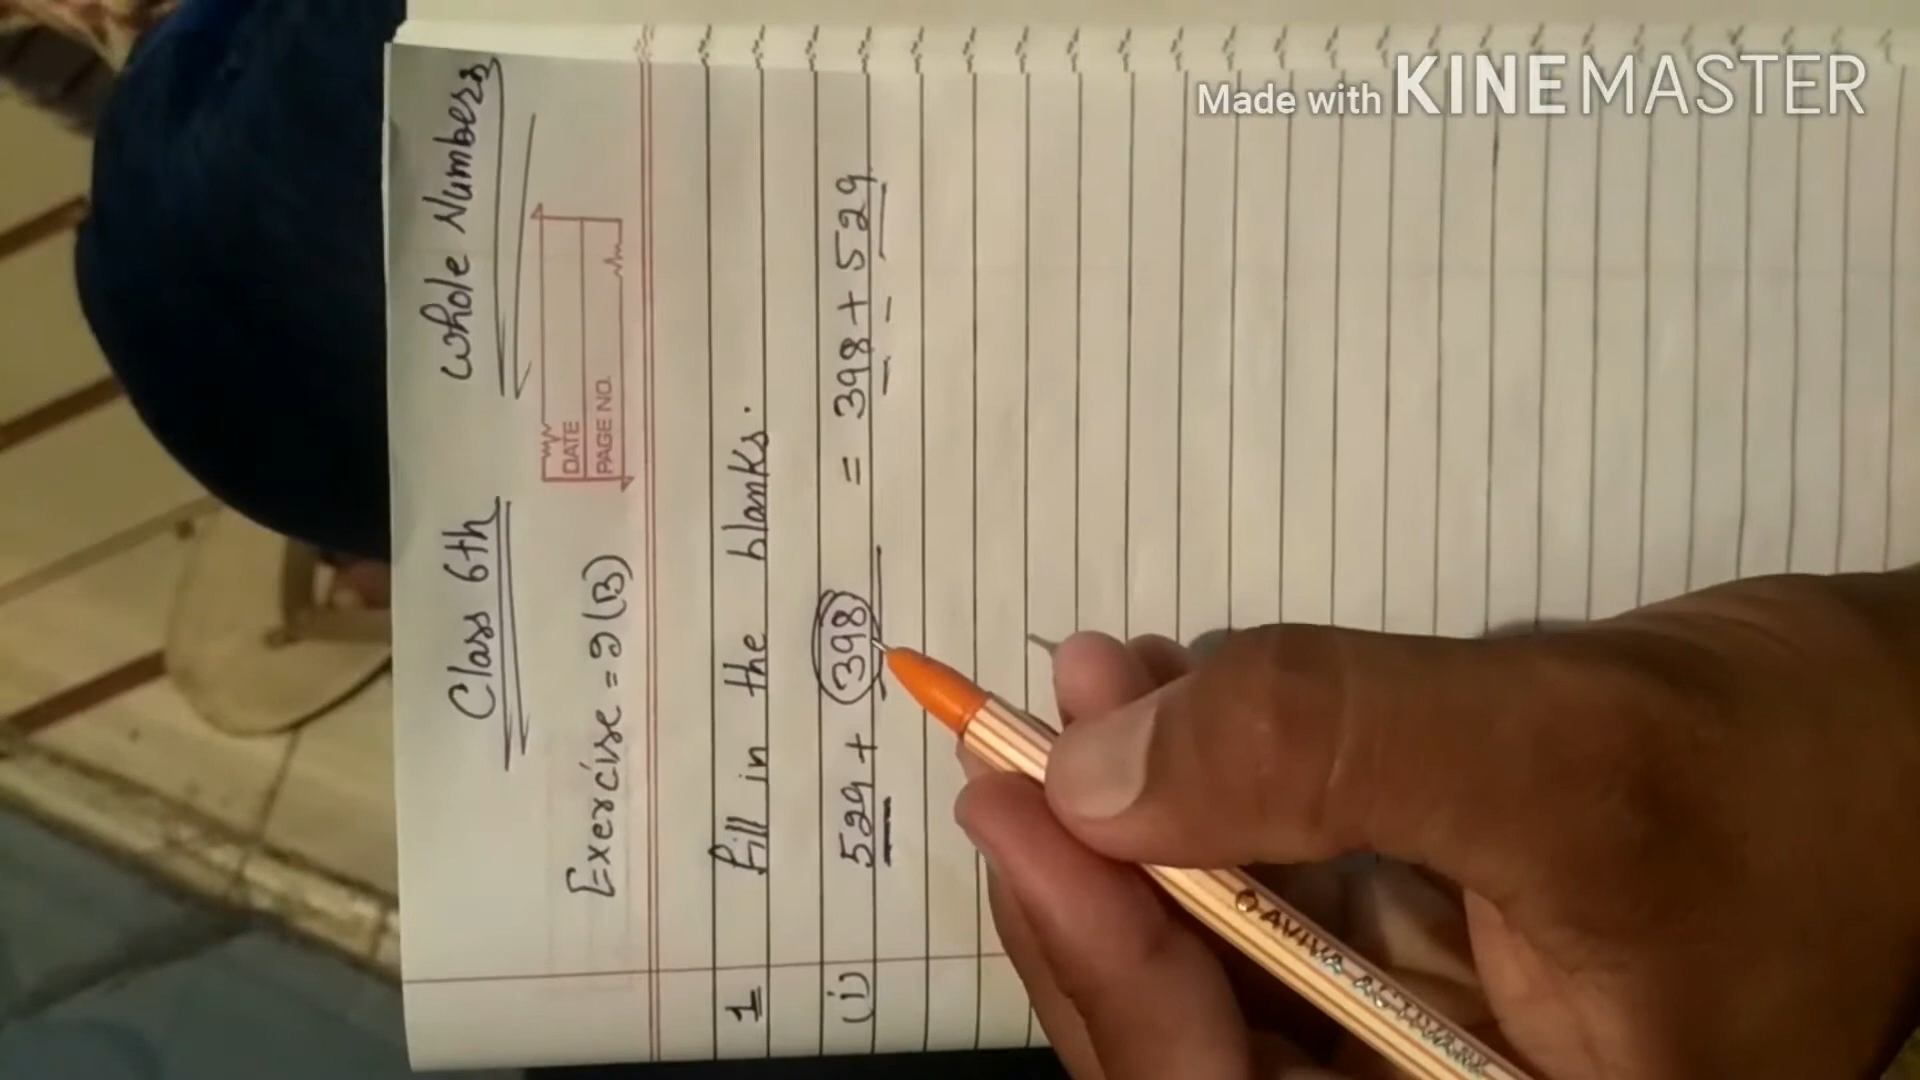 Made with KINEMASTER
Class 6th Whole Numbers
DATE
PAGE NO.
Exercise = 2(B)
1 fill in the blanks.
(i) 529 + 398 = 398 + 529